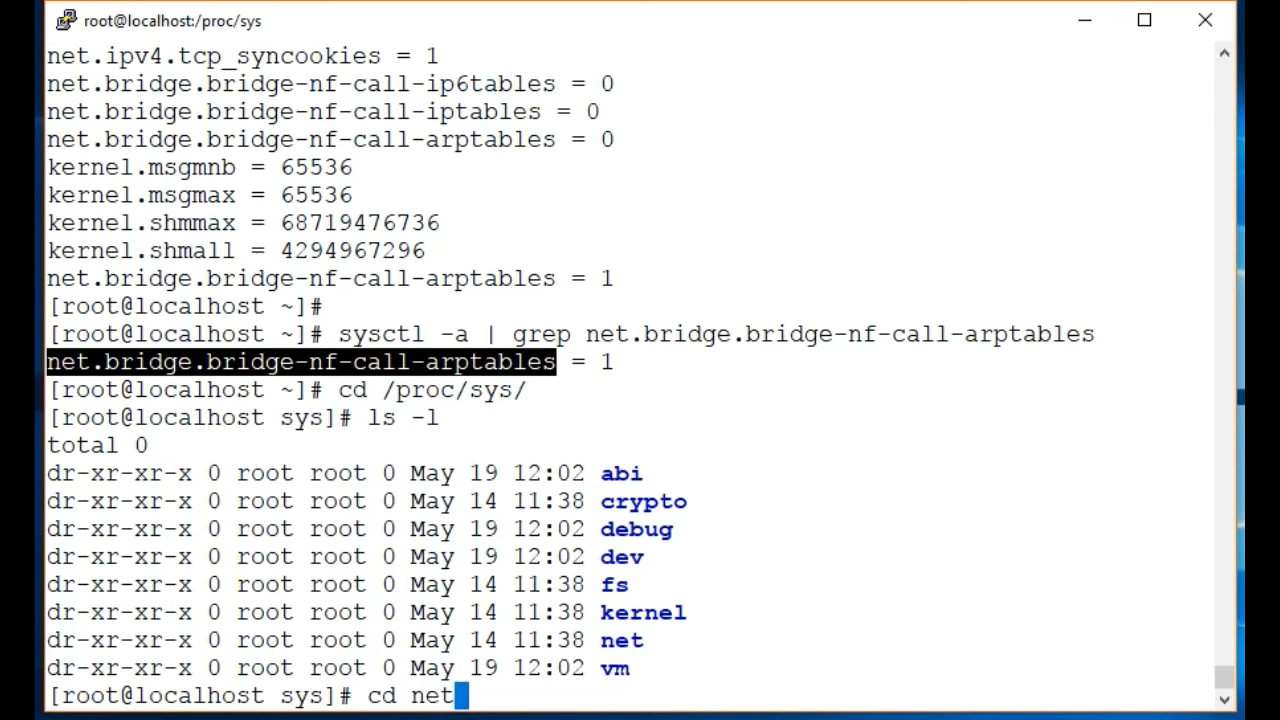 root@localhost:/proc/sys
net.ipv4.tcp_syncookies = 1
net.bridge.bridge-nf-call-ip6tables = 0
net.bridge.bridge-nf-call-iptables = 0
net.bridge.bridge-nf-call-arptables = 0
kernel.msgmnb = 65536
kernel.msgmax = 65536
kernel.shmmax = 68719476736
kernel.shmall = 4294967296
net.bridge.bridge-nf-call-arptables = 1
[root@localhost ~]#
[root@localhost ~]# sysctl -a | grep net.bridge.bridge-nf-call-arptables
net.bridge.bridge-nf-call-arptables = 1
[root@localhost ~]# cd /proc/sys/
[root@localhost sys]# ls -l
total 0
dr-xr-xr-x 0 root root 0 May 19 12:02 abi
dr-xr-xr-x 0 root root 0 May 14 11:38 crypto
dr-xr-xr-x 0 root root 0 May 19 12:02 debug
dr-xr-xr-x 0 root root 0 May 19 12:02 dev
dr-xr-xr-x 0 root root 0 May 14 11:38 fs
dr-xr-xr-x 0 root root 0 May 14 11:38 kernel
dr-xr-xr-x 0 root root 0 May 14 11:38 net
dr-xr-xr-x 0 root root 0 May 19 12:02 vm
[root@localhost sys]# cd net